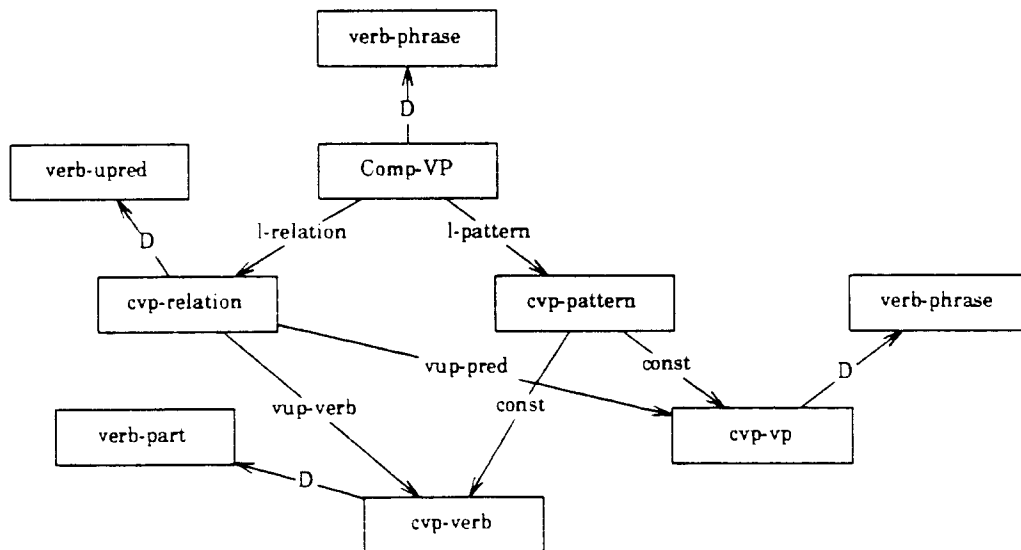 verb-phrase
D
Comp-VP
verb-upred
l-relation
l-pattern
D
cvp-relation
cvp-pattern
verb-phrase
vup-pred
const
D
vup-verb
const
verb-part
cvp-vp
D
cvp-verb